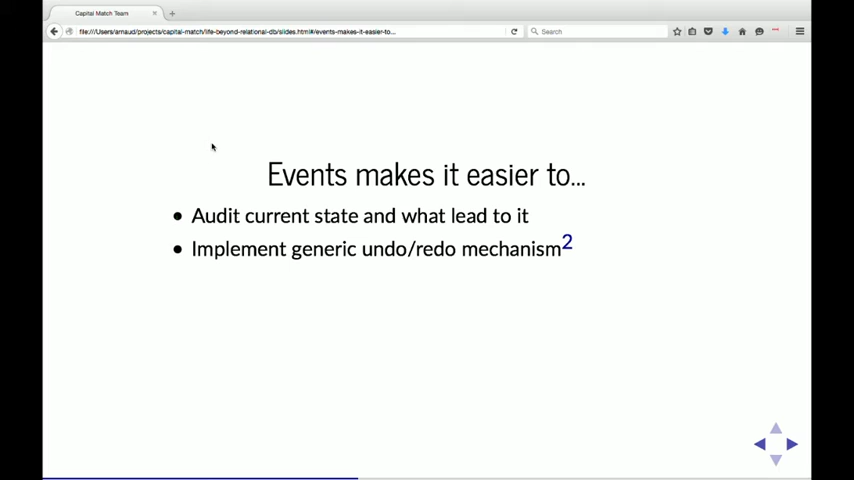 Capital Match Team
file:///Users/arnaud/projects/capital-match/life-beyond-relational-db/slides.html#/events-makes-it-easier-to...
Search
Events makes it easier to...
• Audit current state and what lead to it
• Implement generic undo/redo mechanism2